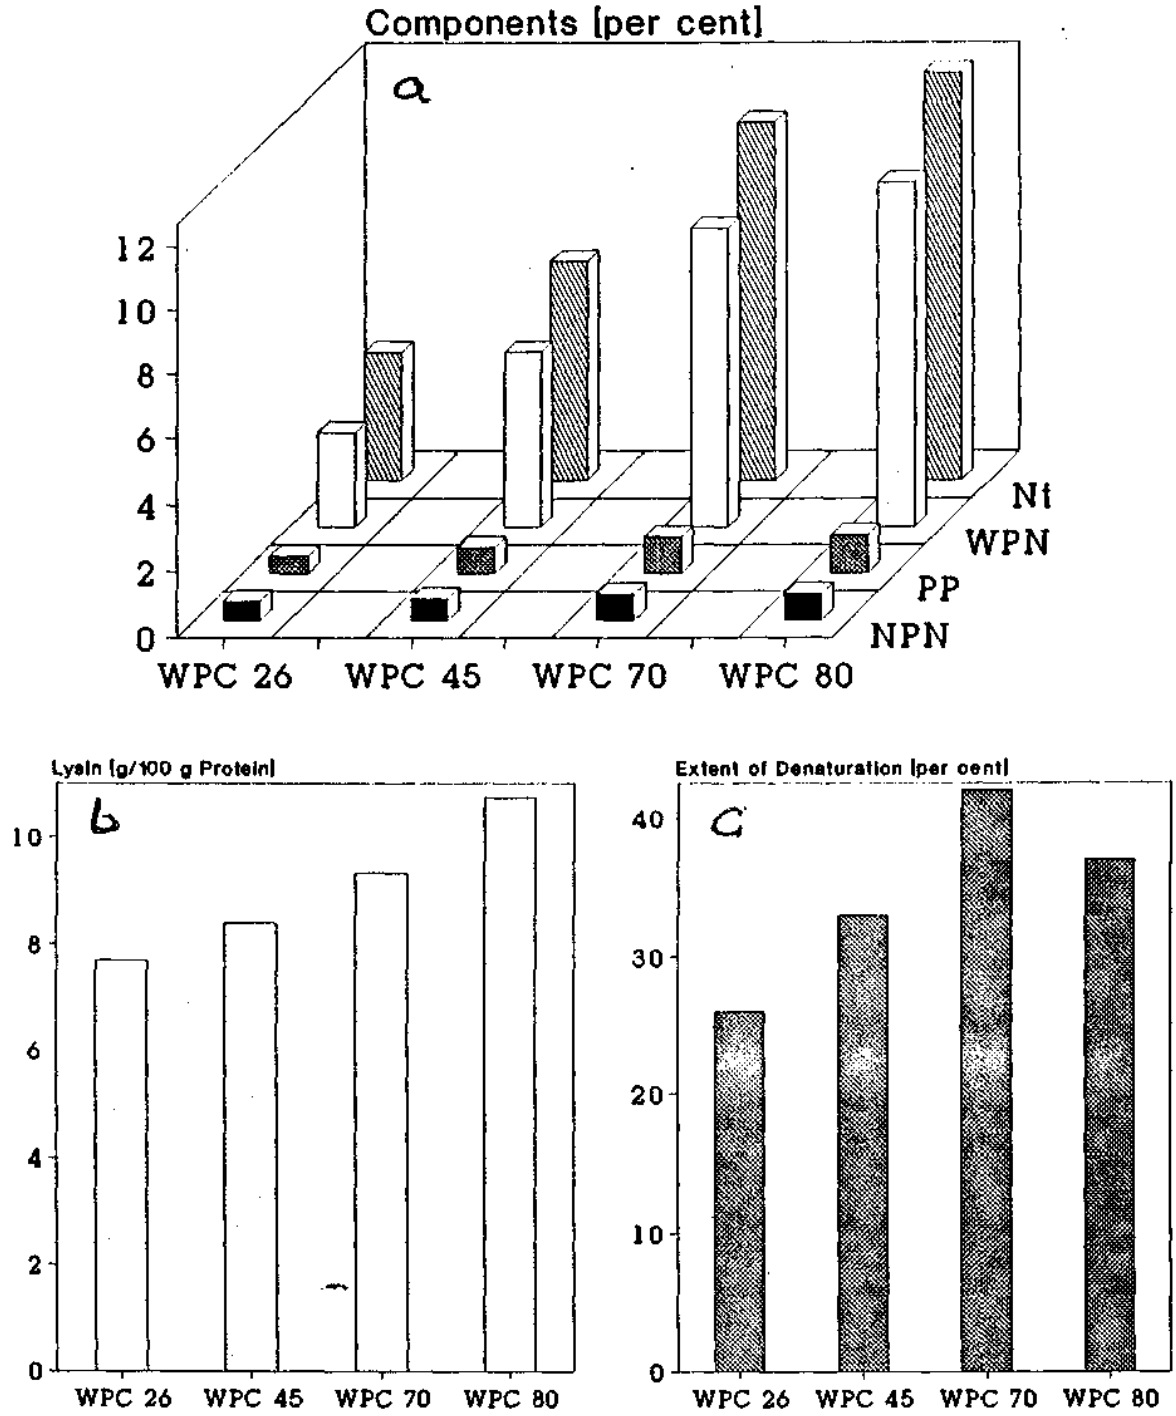 Components [per cent]
a
12
10
8
6
4
2
0
Nt
WPN
PP
NPN
WPC 26 WPC 45 WPC 70 WPC 80
Lysin [g/100 g Protein]
b
10
8
6
4
2
0
WPC 26 WPC 45 WPC 70 WPC 80
Extent of Denaturation [per cent]
c
40
30
20
10
0
WPC 26 WPC 45 WPC 70 WPC 80